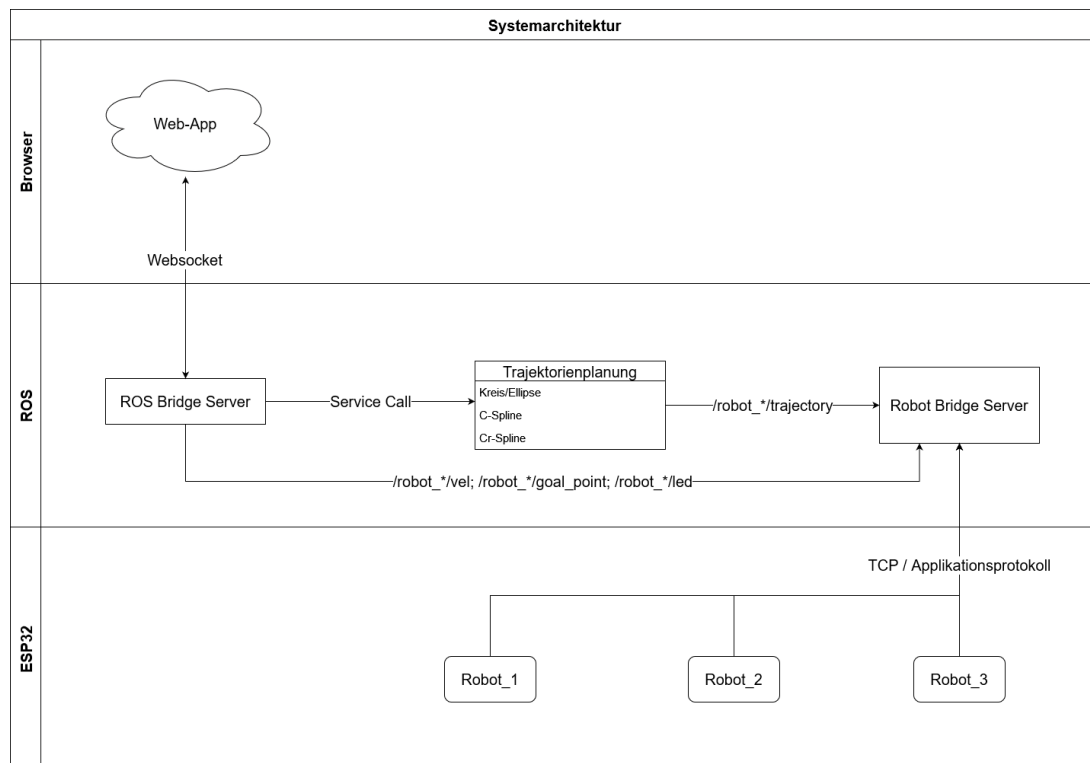 Systemarchitektur
Browser
Web-App
Websocket
ROS
ROS Bridge Server
Service Call
Trajektorienplanung
Kreis/Ellipse
C-Spline
Cr-Spline
/robot_*/trajectory
Robot Bridge Server
/robot_*/vel; /robot_*/goal_point; /robot_*/led
ESP32
TCP / Applikationsprotokoll
Robot_1
Robot_2
Robot_3